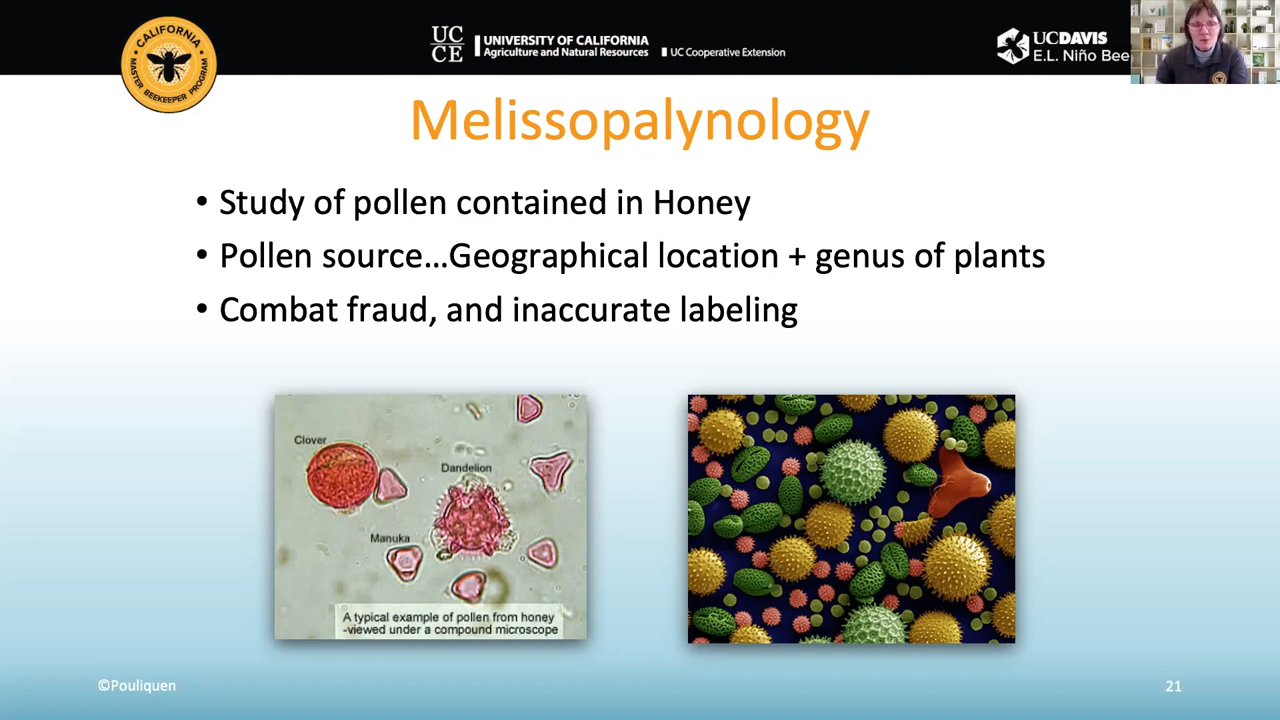 CALIFORNIA
MASTER BEEKEEPER PROGRAM
UC
CE
UNIVERSITY OF CALIFORNIA
Agriculture and Natural Resources
UC Cooperative Extension
UCDAVIS
E.L. Niño Bee
Melissopalynology
• Study of pollen contained in Honey
• Pollen source...Geographical location + genus of plants
• Combat fraud, and inaccurate labeling
Clover
Dandelion
Manuka
A typical example of pollen from honey
-viewed under a compound microscope
©Pouliquen
21